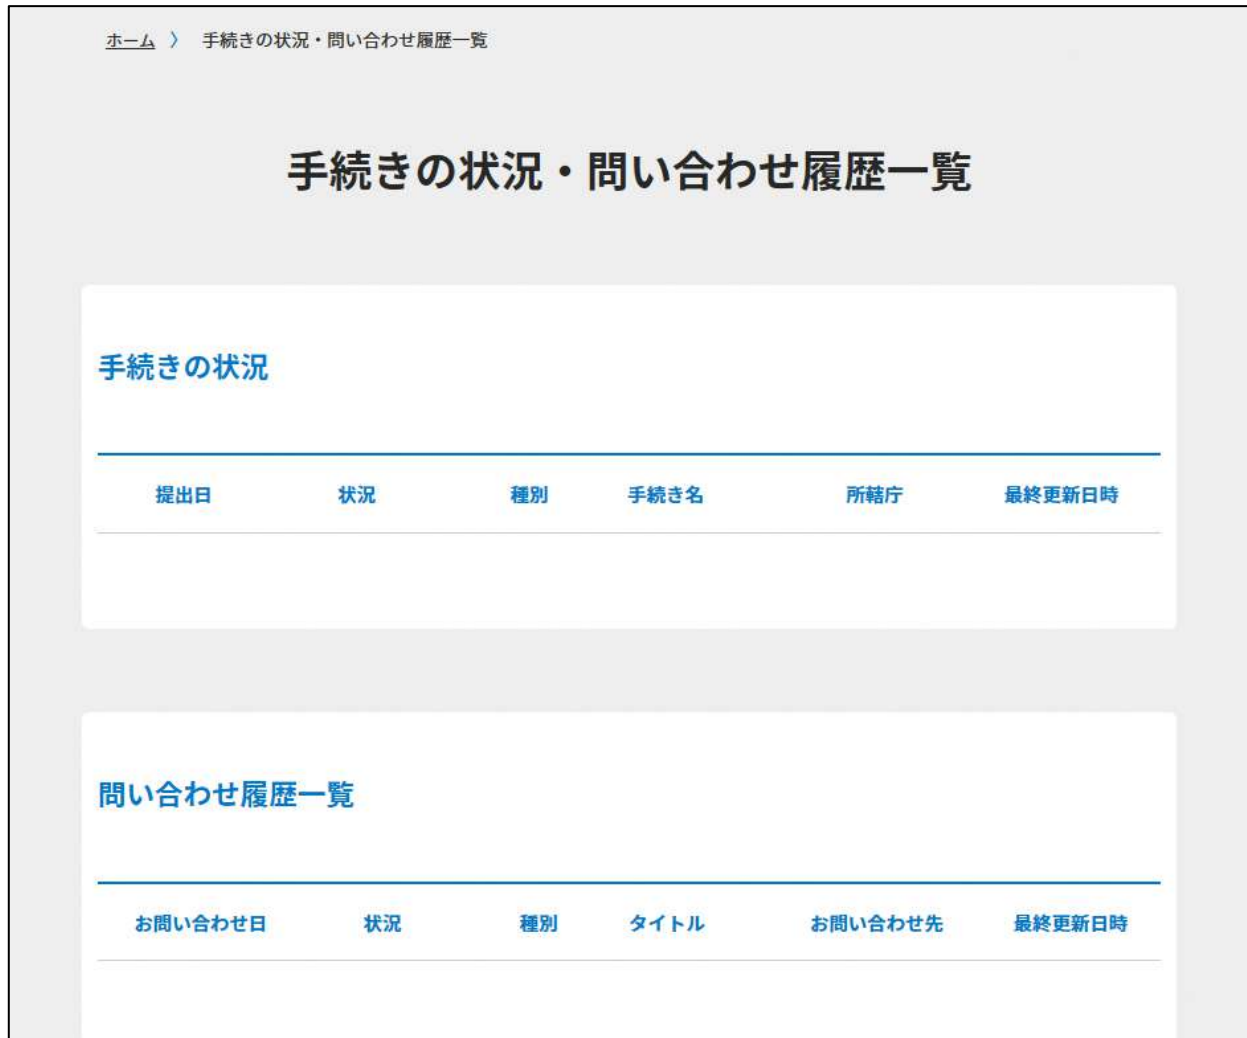 ホーム 〉 手続きの状況・問い合わせ履歴一覧
手続きの状況・問い合わせ履歴一覧
手続きの状況
提出日 状況 種別 手続き名 所轄庁 最終更新日時
問い合わせ履歴一覧
お問い合わせ日 状況 種別 タイトル お問い合わせ先 最終更新日時